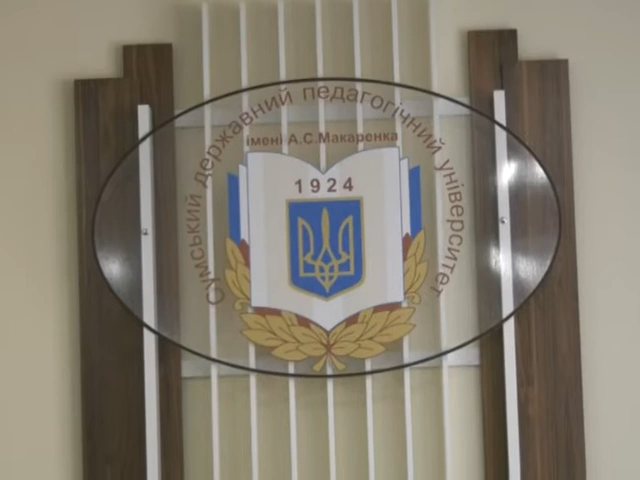 Сумський державний педагогічний університет
імені А.С.Макаренка
1924